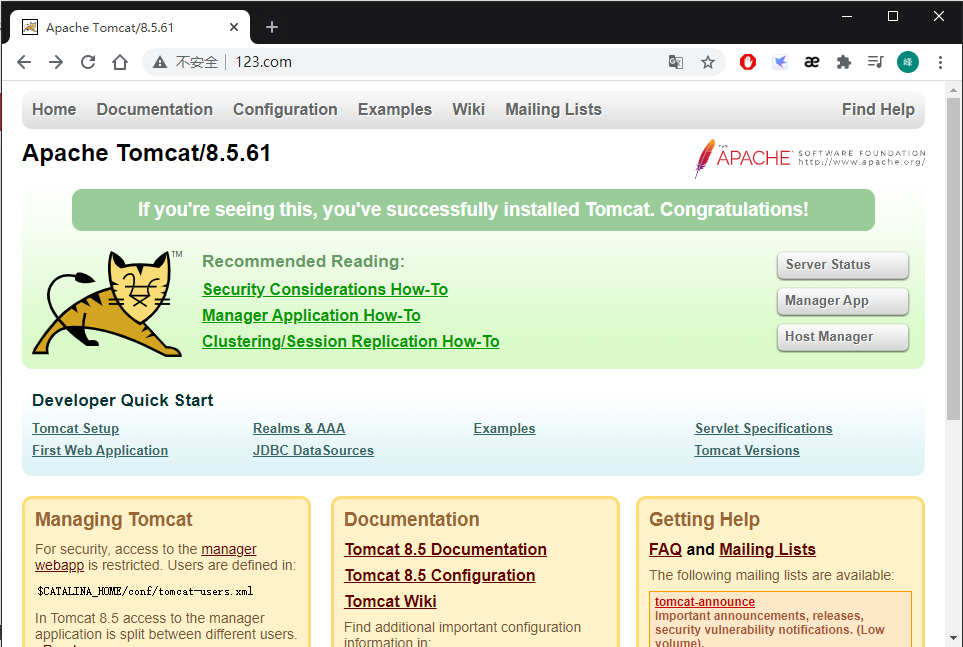 Apache Tomcat/8.5.61
不安全 123.com
峰
Home Documentation Configuration Examples Wiki Mailing Lists Find Help
Apache Tomcat/8.5.61
THE
APACHE SOFTWARE FOUNDATION
http://www.apache.org/
If you're seeing this, you've successfully installed Tomcat. Congratulations!
TM
Recommended Reading:
Security Considerations How-To
Manager Application How-To
Clustering/Session Replication How-To
Server Status
Manager App
Host Manager
Developer Quick Start
Tomcat Setup
First Web Application
Realms & AAA
JDBC DataSources
Examples
Servlet Specifications
Tomcat Versions
Managing Tomcat
For security, access to the manager
webapp is restricted. Users are defined in:
$CATALINA_HOME/conf/tomcat-users.xml
In Tomcat 8.5 access to the manager
application is split between different users.
Documentation
Tomcat 8.5 Documentation
Tomcat 8.5 Configuration
Tomcat Wiki
Find additional important configuration
information in:
Getting Help
FAQ and Mailing Lists
The following mailing lists are available:
tomcat-announce
Important announcements, releases,
security vulnerability notifications. (Low
volume).